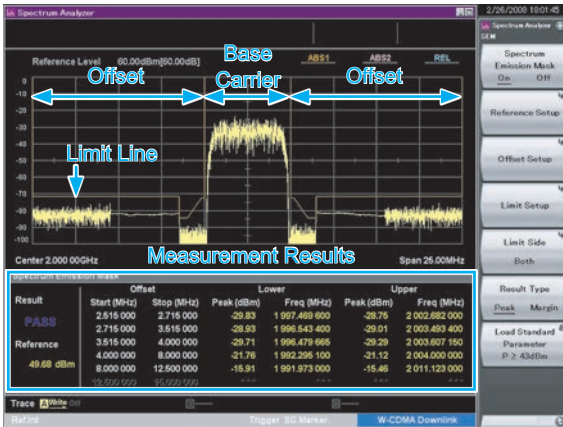 Spectrum Analyzer
2/26/2008 18:01:45
Spectrum Analyzer
SEM
Reference Level 60.00dBm[60.00dB]
ABS1 ABS2 REL
Base
Carrier
Offset
Offset
Limit Line
0
-10
-20
-30
-40
-50
-60
-70
-80
-90
-100
Center 2.000 00GHz
Span 25.00MHz
Measurement Results
Spectrum Emission Mask
Offset Lower Upper
Result Start (MHz) Stop (MHz) Peak (dBm) Freq (MHz) Peak (dBm) Freq (MHz)
PASS
Reference
49.68 dBm
2.515 000 2.715 000 -29.83 1 997.469 600 -28.75 2 002.682 000
2.715 000 3.515 000 -28.93 1 996.543 400 -29.01 2 003.493 400
3.515 000 4.000 000 -29.71 1 996.479 665 -29.29 2 003.607 150
4.000 000 8.000 000 -21.76 1 992.295 100 -21.12 2 004.000 000
8.000 000 12.500 000 -15.91 1 991.973 000 -15.46 2 011.123 000
12.500 000 15.000 000 *** *** *** ***
Trace A Write Off
Ref.Int
Trigger SG Marker
W-CDMA Downlink
Spectrum
Emission Mask
On Off
Reference Setup
Offset Setup
Limit Setup
Limit Side
Both
Result Type
Peak Margin
Load Standard
Parameter
P ≥ 43dBm